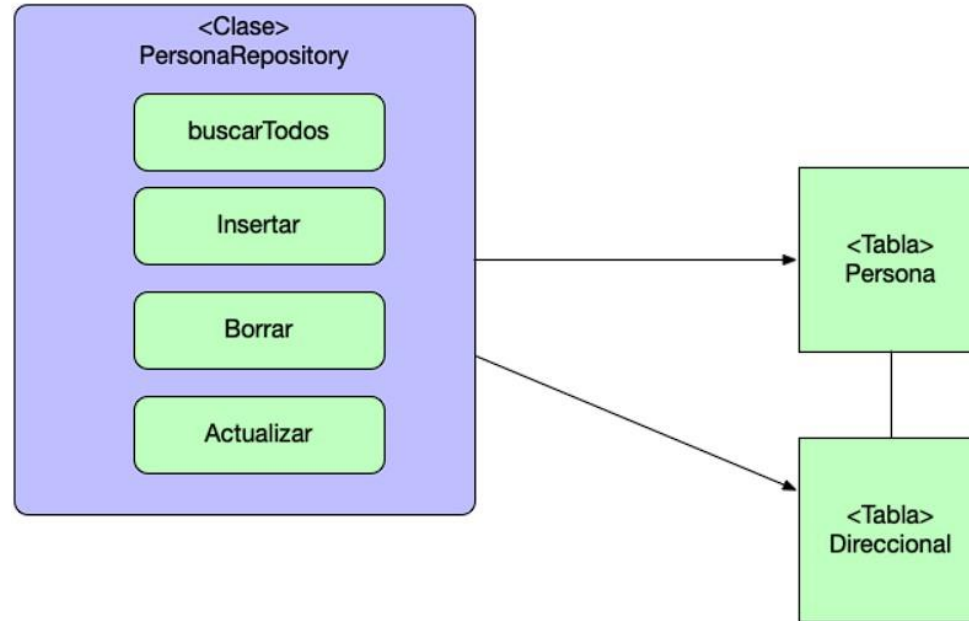 <Clase>
PersonaRepository
buscarTodos
Insertar
Borrar
Actualizar
<Tabla>
Persona
<Tabla>
Direccional